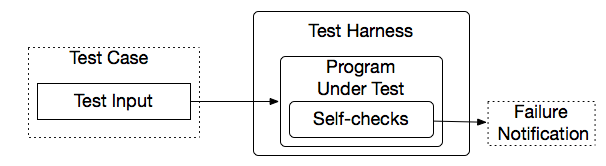 Test Case
Test Input
Test Harness
Program
Under Test
Self-checks
Failure
Notification